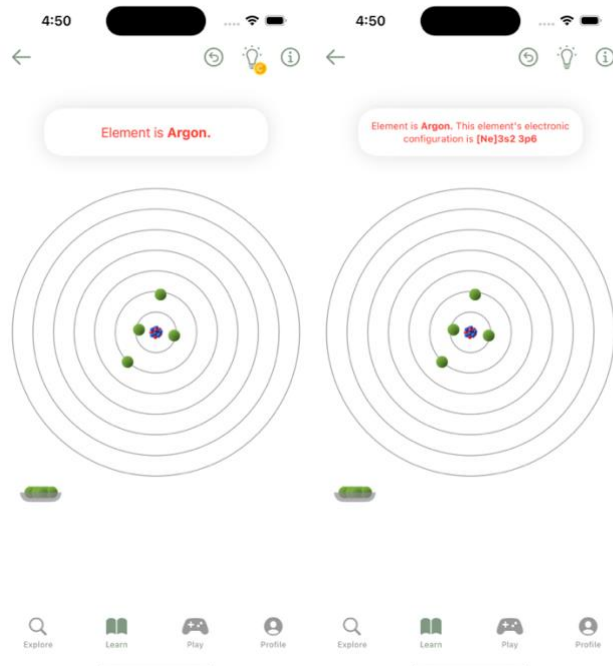 4:50
Element is Argon.
Explore Learn Play Profile
4:50
Element is Argon. This element's electronic
configuration is [Ne]3s2 3p6
Explore Learn Play Profile